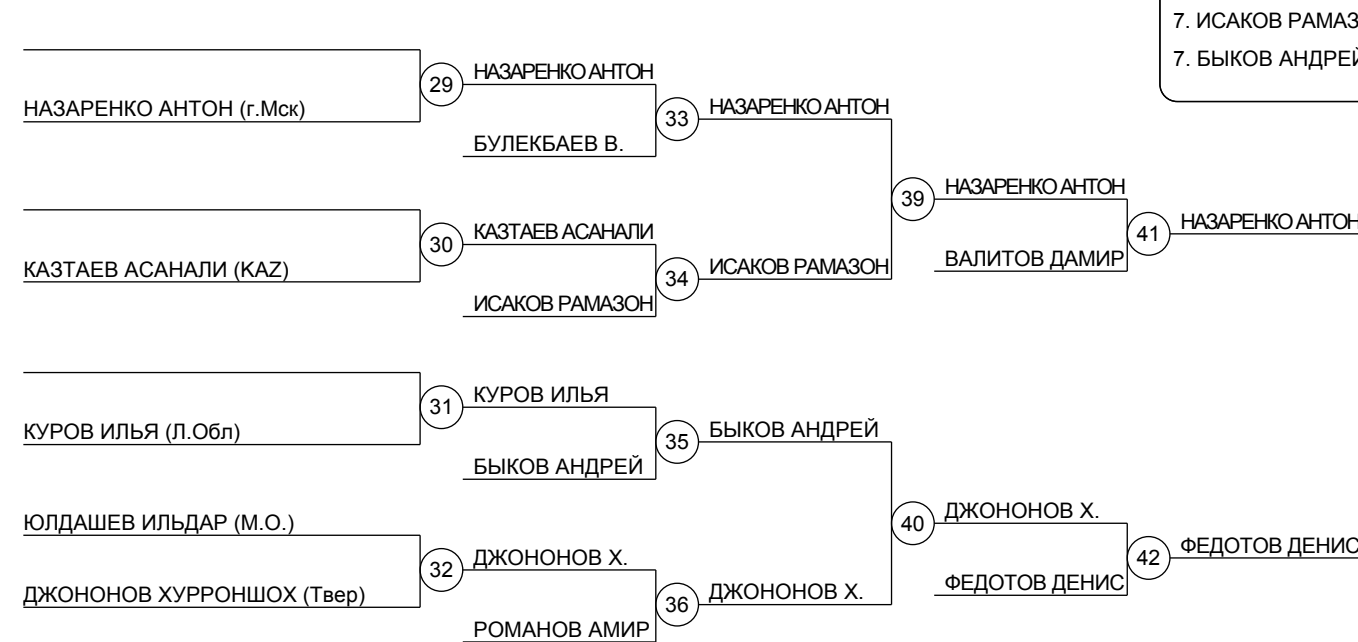 7. ИСАКОВ
7. БЫКОВ
29
НАЗАРЕНКО АНТОН
НАЗАРЕНКО АНТОН (г.Мск)
33
НАЗАРЕНКО АНТОН
БУЛЕКБАЕВ В.
39
НАЗАРЕНКО АНТОН
30
КАЗТАЕВ АСАНАЛИ
41
НАЗАРЕНКО АНТОН
КАЗТАЕВ АСАНАЛИ (KAZ)
34
ИСАКОВ РАМАЗОН
ВАЛИТОВ ДАМИР
ИСАКОВ РАМАЗОН
31
КУРОВ ИЛЬЯ
КУРОВ ИЛЬЯ (Л.Обл)
35
БЫКОВ АНДРЕЙ
БЫКОВ АНДРЕЙ
ЮЛДАШЕВ ИЛЬДАР (М.О.)
40
ДЖОНОНОВ Х.
32
ДЖОНОНОВ Х.
42
ФЕДОТОВ ДЕНИС
ДЖОНОНОВ ХУРРОНШОХ (Твер)
36
ДЖОНОНОВ Х.
ФЕДОТОВ ДЕНИС
РОМАНОВ АМИР